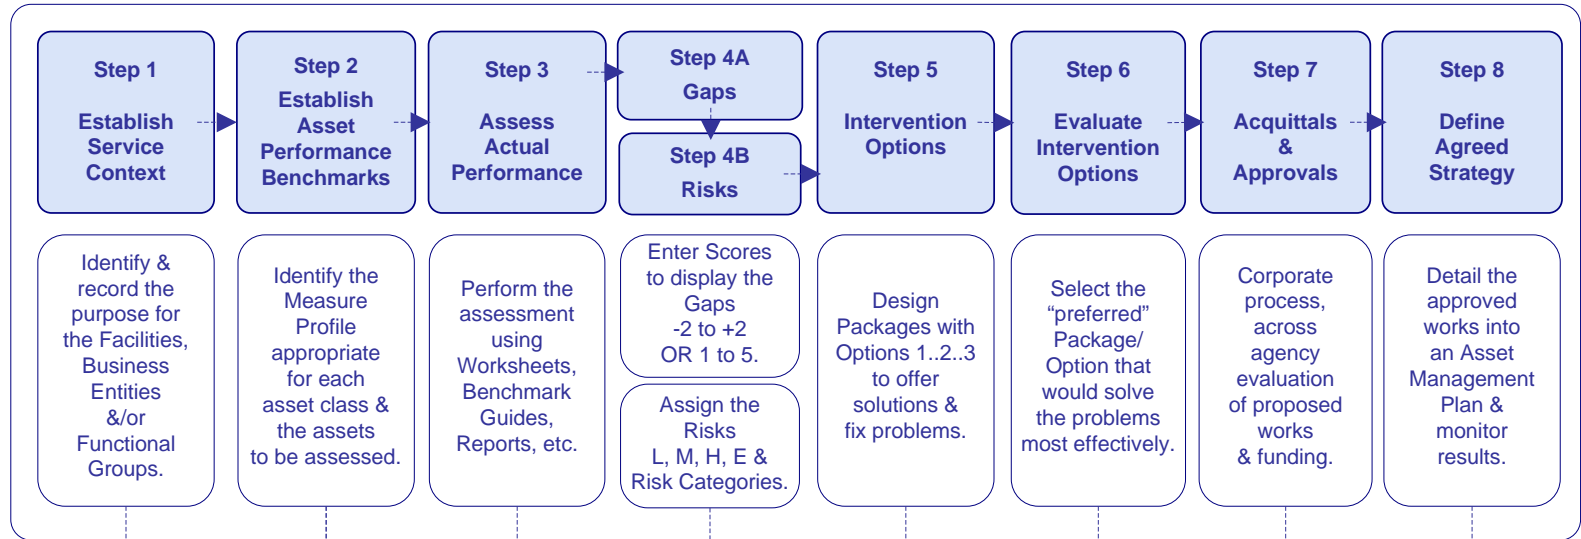 Step 1
Establish
Service
Context
Step 2
Establish
Asset
Performance
Benchmarks
Step 3
Assess
Actual
Performance
Step 4A
Gaps
Step 4B
Risks
Step 5
Intervention
Options
Step 6
Evaluate
Intervention
Options
Step 7
Acquittals
&
Approvals
Step 8
Define
Agreed
Strategy
Identify &
record the
purpose for
the Facilities,
Business
Entities
&/or
Functional
Groups.
Identify the
Measure
Profile
appropriate
for each
asset class &
the assets
to be assessed.
Perform the
assessment
using
Worksheets,
Benchmark
Guides,
Reports, etc.
Enter Scores
to display the
Gaps
-2 to +2
OR 1 to 5.
Assign the
Risks
L, M, H, E &
Risk Categories.
Design
Packages with
Options 1..2..3
to offer
solutions &
fix problems.
Select the
“preferred”
Package/
Option that
would solve
the problems
most effectively.
Corporate
process,
across
agency
evaluation
of proposed
works
& funding.
Detail the
approved
works into
an Asset
Management
Plan &
monitor
results.